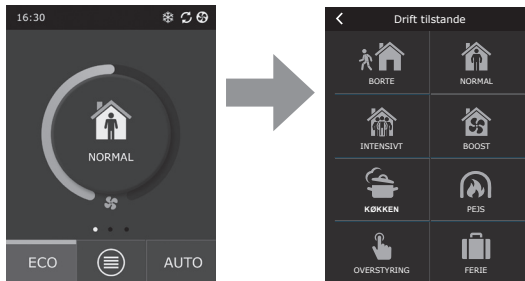 16:30
NORMAL
ECO
AUTO
Drift tilstande
BORTE
NORMAL
INTENSIVT
BOOST
KØKKEN
PEJS
OVERSTYRING
FERIE